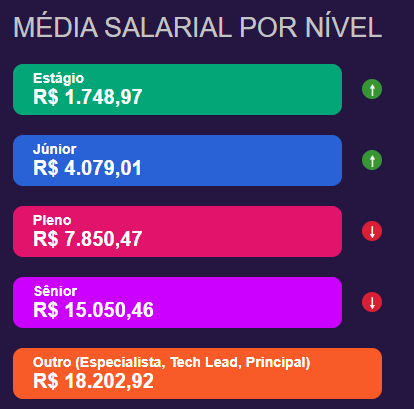 MÉDIA SALARIAL POR NÍVEL
Estágio
R$ 1.748,97
Júnior
R$ 4.079,01
Pleno
R$ 7.850,47
Sênior
R$ 15.050,46
Outro (Especialista, Tech Lead, Principal)
R$ 18.202,92